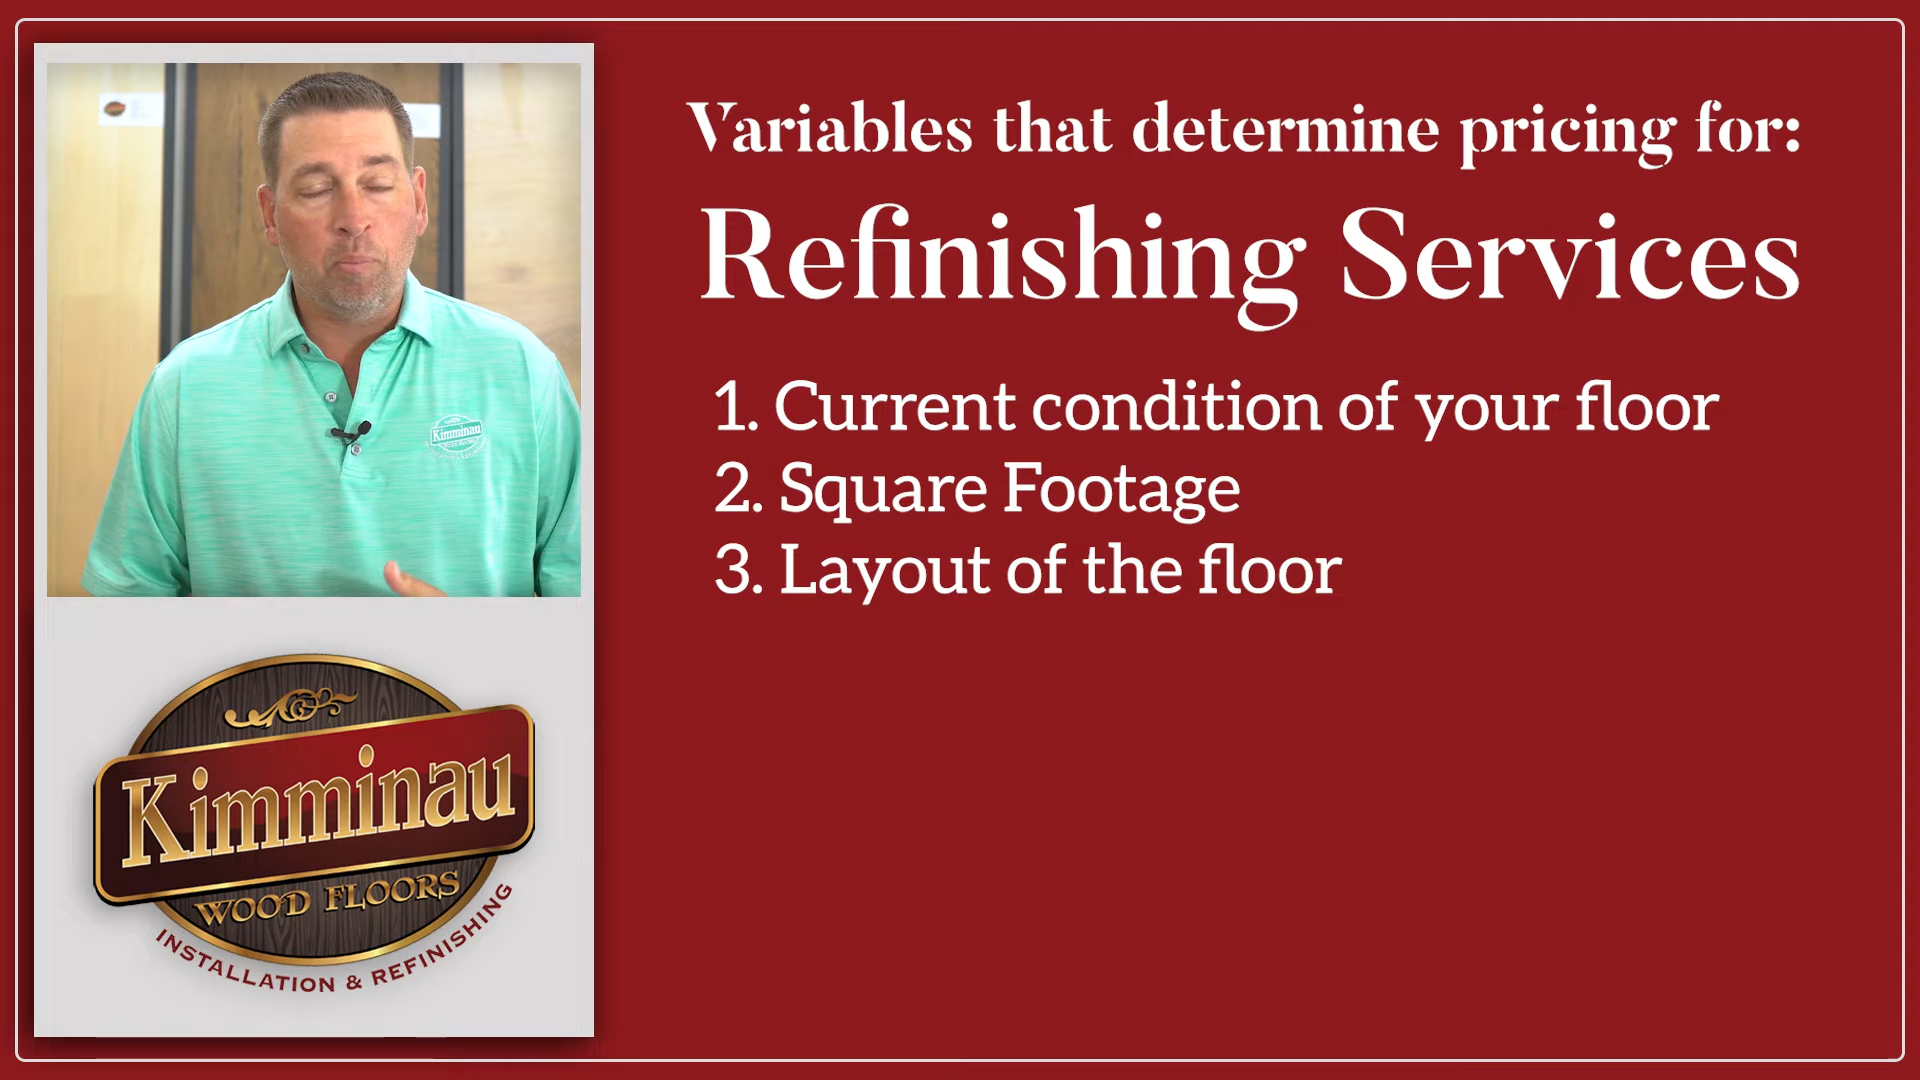 Variables that determine pricing for:
Refinishing Services
1. Current condition of your floor
2. Square Footage
3. Layout of the floor
Kimminau
Kimminau
WOOD FLOORS
INSTALLATION & REFINISHING